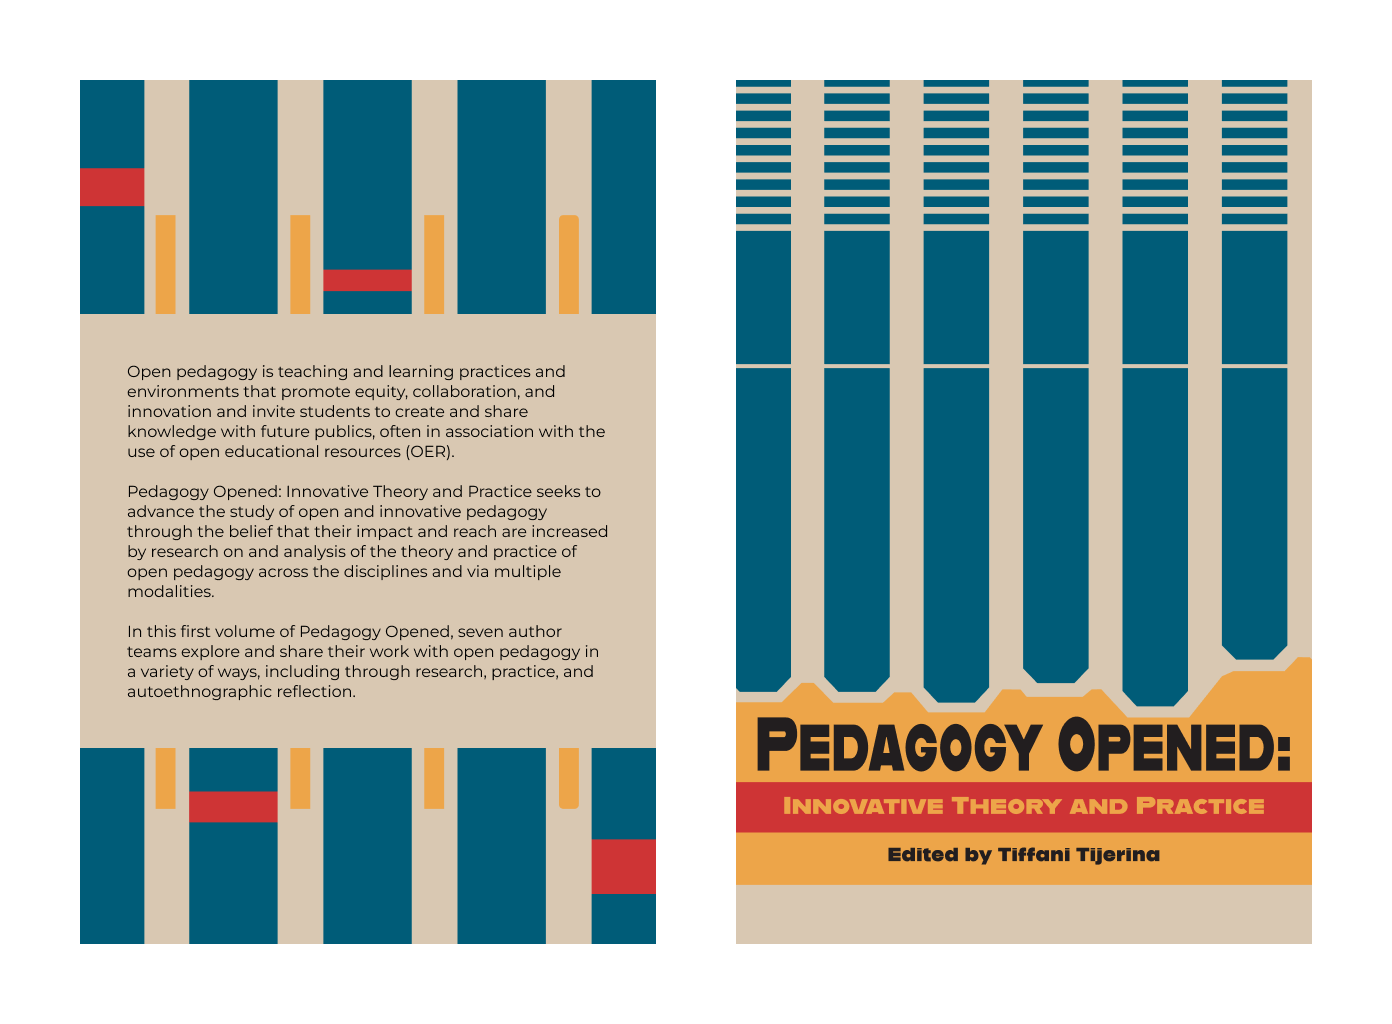 Open pedagogy is teaching and learning practices and
environments that promote equity, collaboration, and
innovation and invite students to create and share
knowledge with future publics, often in association with the
use of open educational resources (OER).
Pedagogy Opened: Innovative Theory and Practice seeks to
advance the study of open and innovative pedagogy
through the belief that their impact and reach are increased
by research on and analysis of the theory and practice of
open pedagogy across the disciplines and via multiple
modalities.
In this first volume of Pedagogy Opened, seven author
teams explore and share their work with open pedagogy in
a variety of ways, including through research, practice, and
autoethnographic reflection.
Pedagogy Opened:
Innovative Theory and Practice
Edited by Tiffani Tijerina